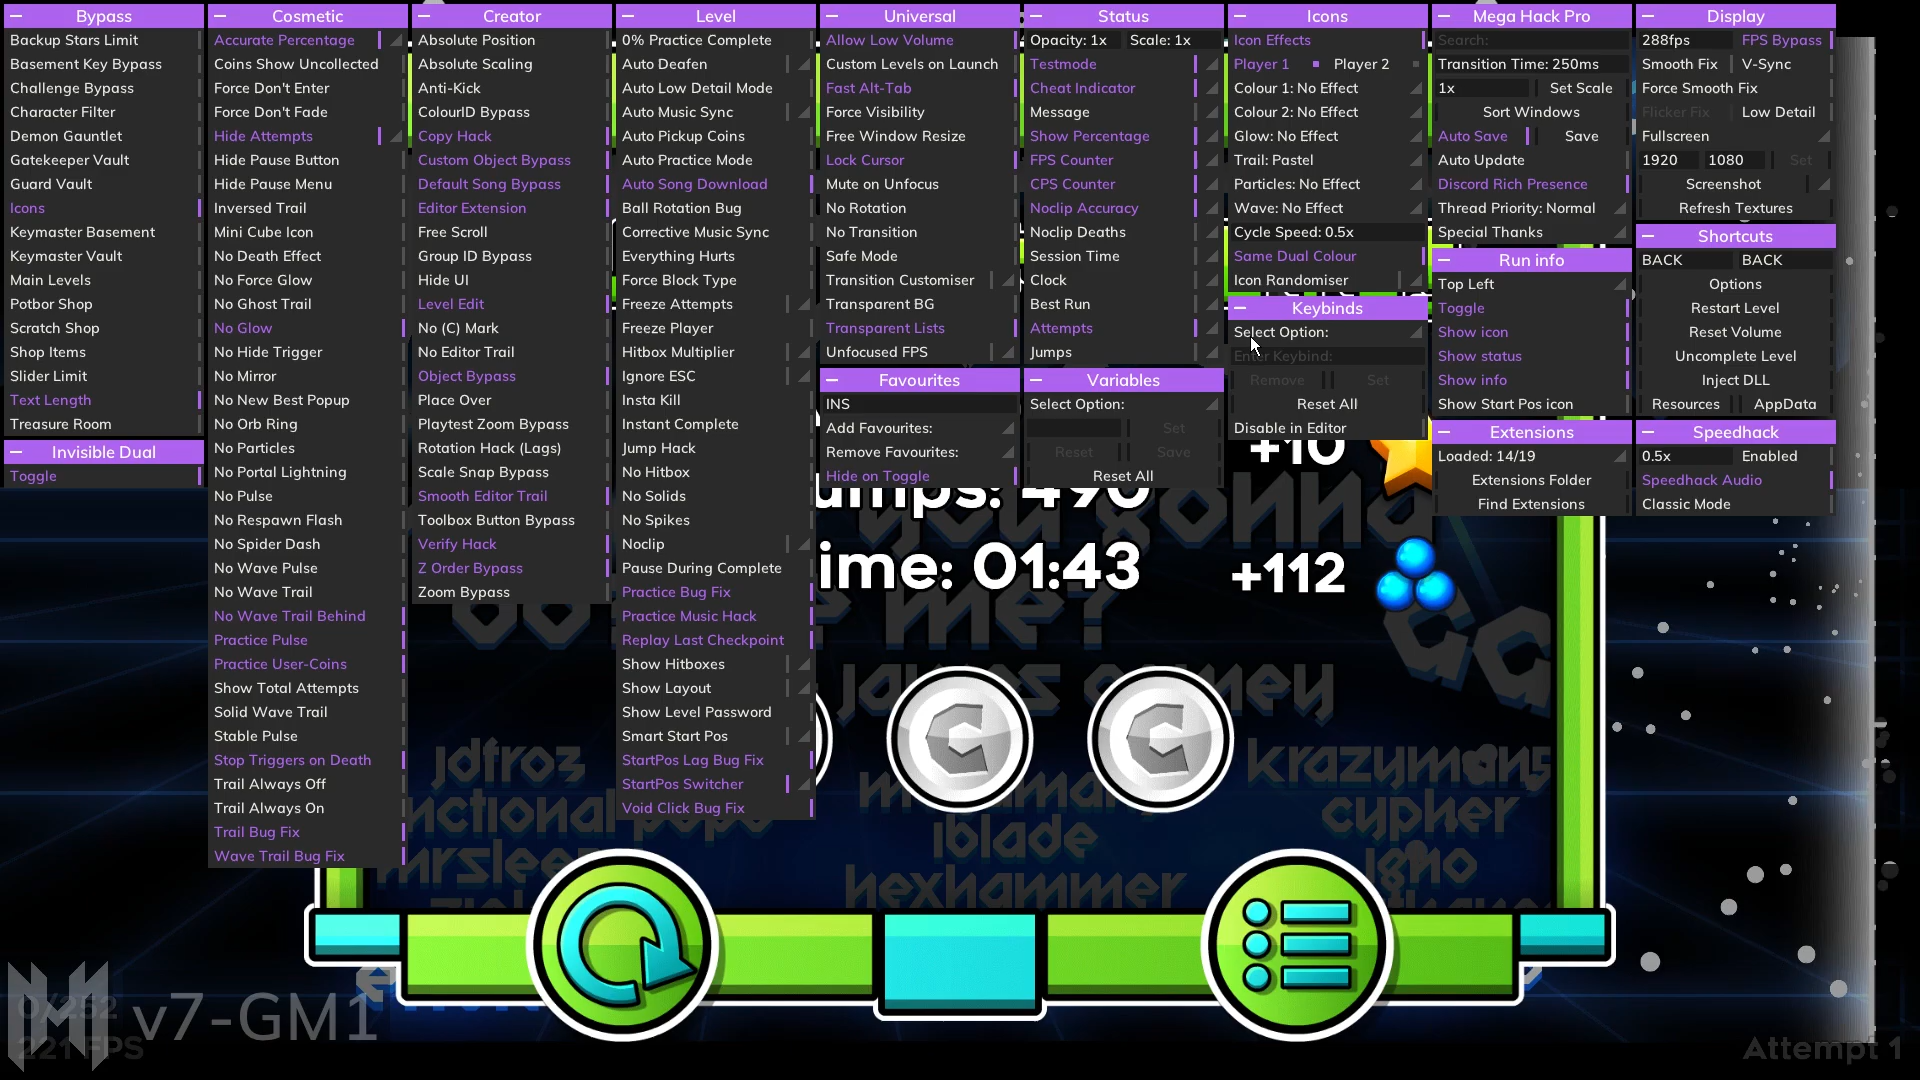 Bypass
Backup Stars Limit
Basement Key Bypass
Challenge Bypass
Character Filter
Demon Gauntlet
Gatekeeper Vault
Guard Vault
Icons
Keymaster Basement
Keymaster Vault
Main Levels
Potbor Shop
Scratch Shop
Shop Items
Slider Limit
Text Length
Treasure Room
Invisible Dual
Toggle
Cosmetic
Accurate Percentage
Coins Show Uncollected
Force Don't Enter
Force Don't Fade
Hide Attempts
Hide Pause Button
Hide Pause Menu
Inversed Trail
Mini Cube Icon
No Death Effect
No Force Glow
No Ghost Trail
No Glow
No Hide Trigger
No Mirror
No New Best Popup
No Orb Ring
No Particles
No Portal Lightning
No Pulse
No Respawn Flash
No Spider Dash
No Wave Pulse
No Wave Trail
No Wave Trail Behind
Practice Pulse
Practice User-Coins
Show Total Attempts
Solid Wave Trail
Stable Pulse
Stop Triggers on Death
Trail Always Off
Trail Always On
Trail Bug Fix
Wave Trail Bug Fix
Creator
Absolute Position
Absolute Scaling
Anti-Kick
ColourID Bypass
Copy Hack
Custom Object Bypass
Default Song Bypass
Editor Extension
Free Scroll
Group ID Bypass
Hide UI
Level Edit
No (C) Mark
No Editor Trail
Object Bypass
Place Over
Playtest Zoom Bypass
Rotation Hack (Lags)
Scale Snap Bypass
Smooth Editor Trail
Toolbox Button Bypass
Verify Hack
Z Order Bypass
Zoom Bypass
Level
0% Practice Complete
Auto Deafen
Auto Low Detail Mode
Auto Music Sync
Auto Pickup Coins
Auto Practice Mode
Auto Song Download
Ball Rotation Bug
Corrective Music Sync
Everything Hurts
Force Block Type
Freeze Attempts
Freeze Player
Hitbox Multiplier
Ignore ESC
Insta Kill
Instant Complete
Jump Hack
No Hitbox
No Solids
No Spikes
Noclip
Pause During Complete
Practice Bug Fix
Practice Music Hack
Replay Last Checkpoint
Show Hitboxes
Show Layout
Show Level Password
Smart Start Pos
StartPos Lag Bug Fix
StartPos Switcher
Void Click Bug Fix
Universal
Allow Low Volume
Custom Levels on Launch
Fast Alt-Tab
Force Visibility
Free Window Resize
Lock Cursor
Mute on Unfocus
No Rotation
No Transition
Safe Mode
Transition Customiser
Transparent BG
Transparent Lists
Unfocused FPS
Favourites
INS
Add Favourites:
Remove Favourites:
Hide on Toggle
Status
Opacity: 1x Scale: 1x
Testmode
Cheat Indicator
Message
Show Percentage
FPS Counter
CPS Counter
Noclip Accuracy
Noclip Deaths
Session Time
Clock
Best Run
Attempts
Jumps
Variables
Select Option:
Set
Reset Save
Reset All
Icons
Icon Effects
Player 1 Player 2
Colour 1: No Effect
Colour 2: No Effect
Glow: No Effect
Trail: Pastel
Particles: No Effect
Wave: No Effect
Cycle Speed: 0.5x
Same Dual Colour
Icon Randomiser
Keybinds
Select Option:
Enter Keybind:
Remove Set
Reset All
Disable in Editor
Mega Hack Pro
Search:
Transition Time: 250ms
1x Set Scale
Sort Windows
Auto Save Save
Auto Update
Discord Rich Presence
Thread Priority: Normal
Special Thanks
Run info
Top Left
Toggle
Show icon
Show status
Show info
Show Start Pos icon
Extensions
Loaded: 14/19
Extensions Folder
Find Extensions
Display
288fps FPS Bypass
Smooth Fix V-Sync
Force Smooth Fix
Flicker Fix Low Detail
Fullscreen
1920 1080 Set
Screenshot
Refresh Textures
Shortcuts
BACK BACK
Options
Restart Level
Reset Volume
Uncomplete Level
Inject DLL
Resources AppData
Speedhack
0.5x Enabled
Speedhack Audio
Classic Mode
umps: 490
+10
ime: 01:43
+112
you gonn
me?
jdfroz
krazyman5
cypher
iblade
hexhammer
v7-GM1
0/252
221 FPS
Attempt 1